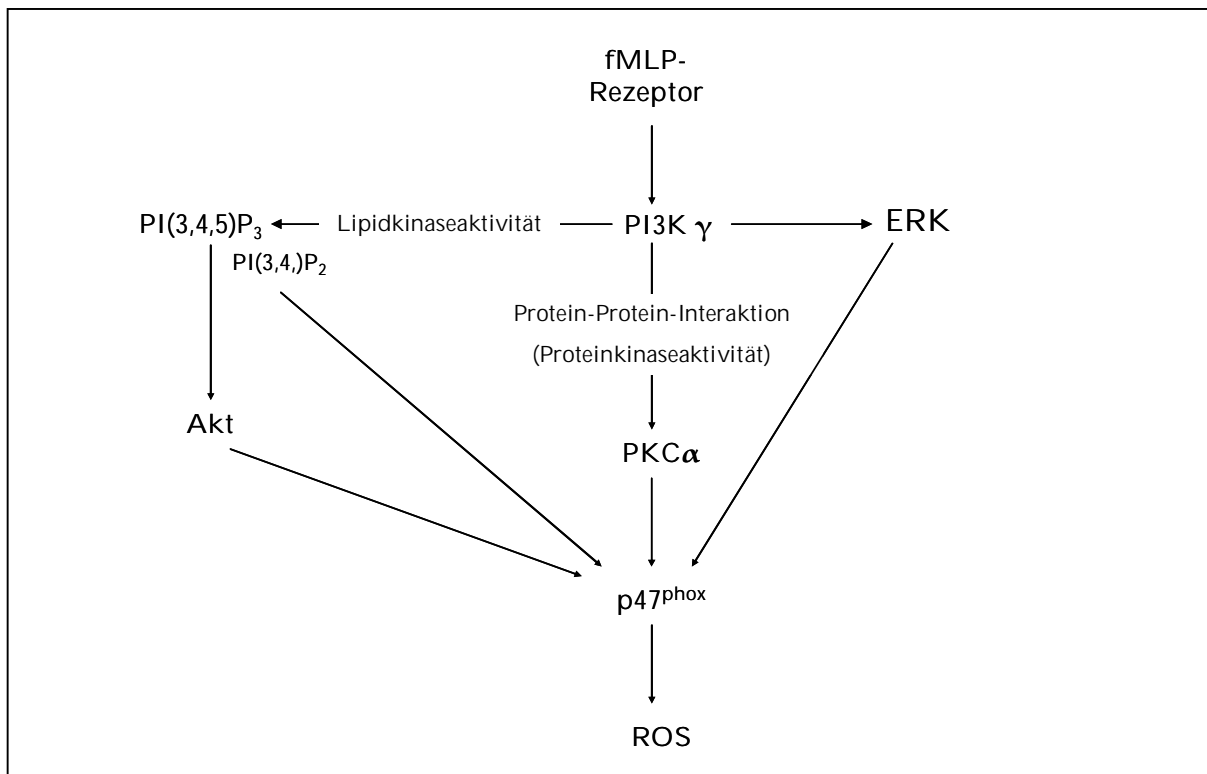 fMLP-
Rezeptor
PI(3,4,5)P₃
Lipidkinaseaktivität
PI3K γ
ERK
PI(3,4,)P₂
Protein-Protein-Interaktion
(Proteinkinaseaktivität)
Akt
PKCα
p47ᵖʰᵒˣ
ROS